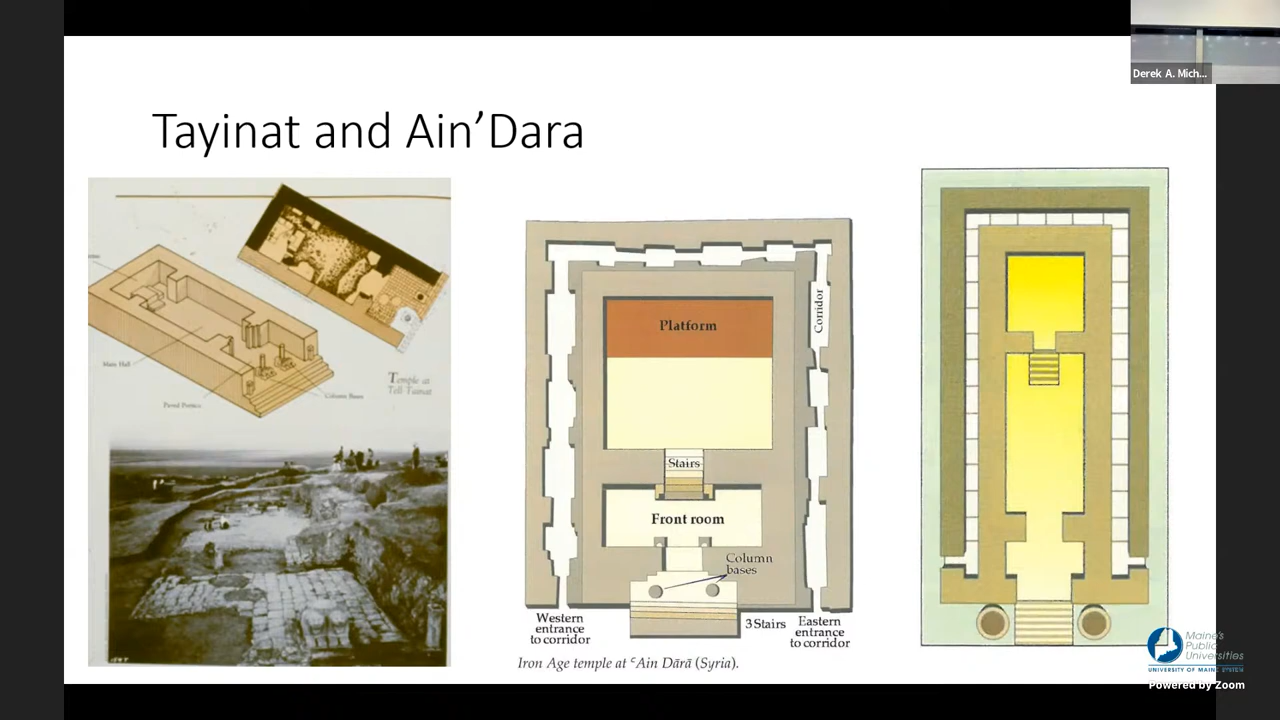 Derek A. Mich...
Tayinat and Ain’Dara
Main Hall
Paved Portico
Column Bases
Temple at
Tell Tainat
Platform
Corridor
Stairs
Front room
Column
bases
3 Stairs
Western
entrance
to corridor
Eastern
entrance
to corridor
Iron Age temple at ʿAin Dārā (Syria).
Maine's
Public
Universities
UNIVERSITY OF MAINE SYSTEM
Powered by Zoom